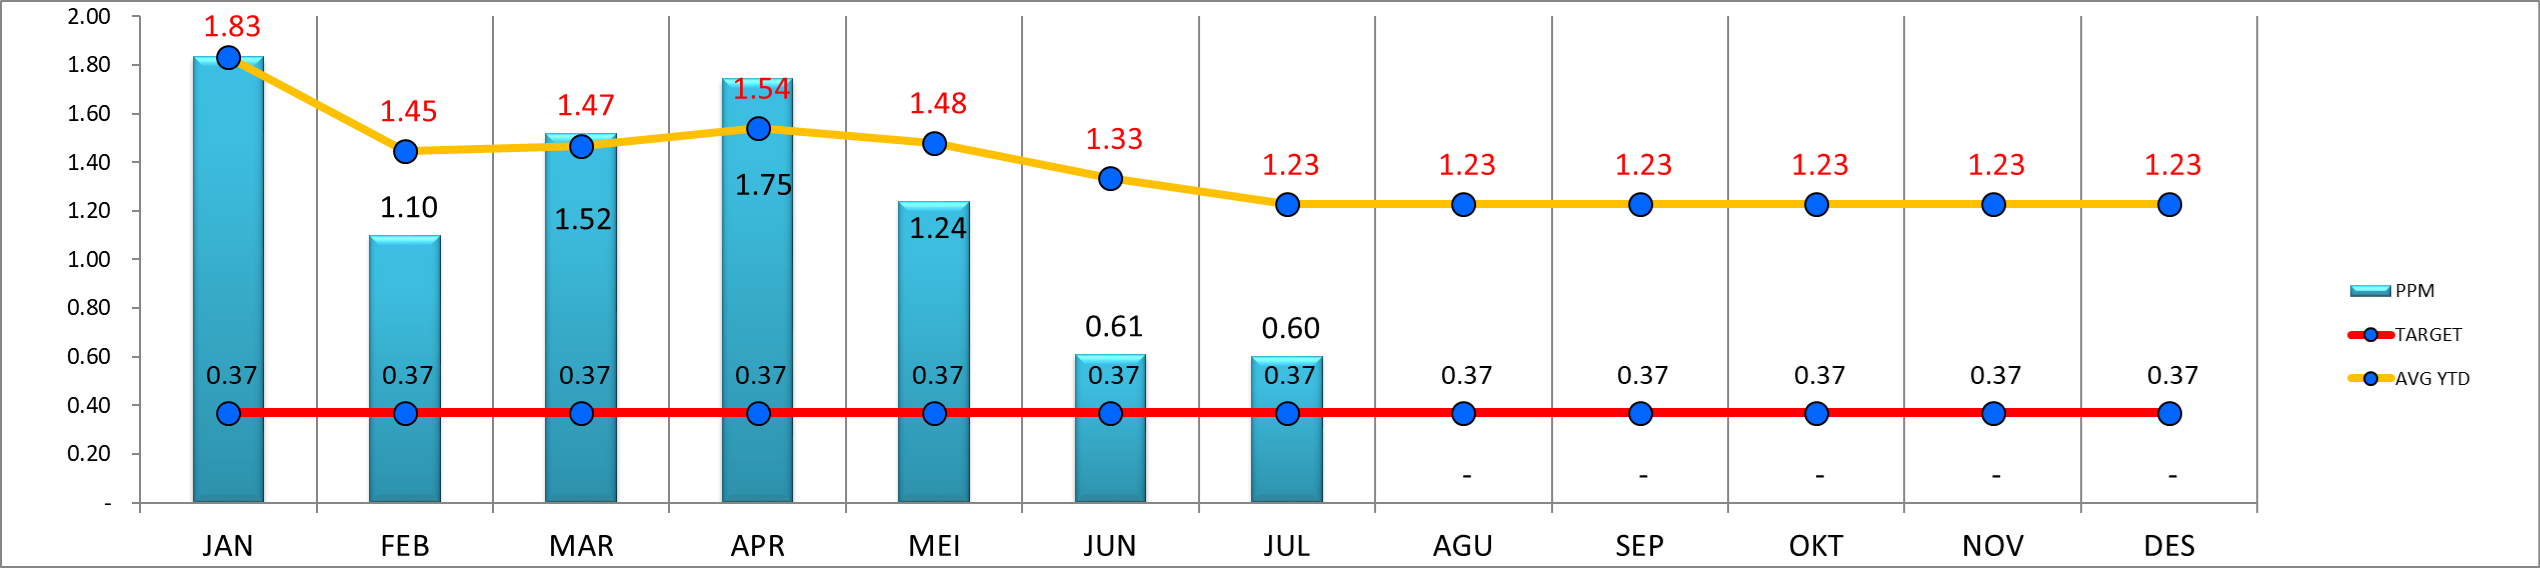 2.00
1.80
1.60
1.40
1.20
1.00
0.80
0.60
0.40
0.20
-
1.83 1.45 1.47 1.54 1.48 1.33 1.23 1.23 1.23 1.23 1.23 1.23
1.10 1.52 1.75 1.24 0.61 0.60 - - - - -
0.37 0.37 0.37 0.37 0.37 0.37 0.37 0.37 0.37 0.37 0.37 0.37
JAN FEB MAR APR MEI JUN JUL AGU SEP OKT NOV DES
PPM
TARGET
AVG YTD